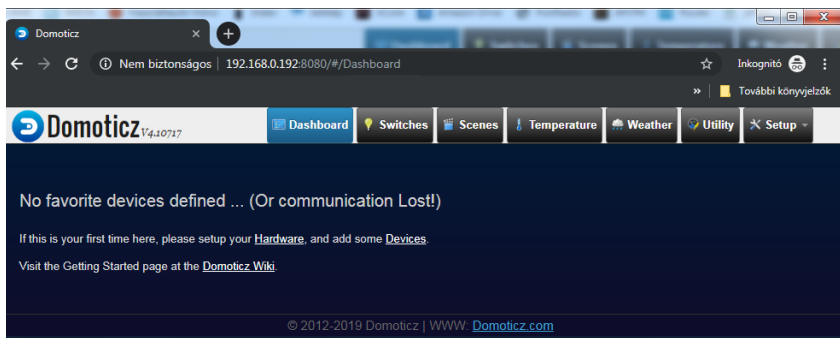 Domoticz
Nem biztonságos | 192.168.0.192:8080/#/Dashboard
Inkognitó
»
További könyvjelzők
Domoticz V4.10717
Dashboard
Switches
Scenes
Temperature
Weather
Utility
Setup
No favorite devices defined ... (Or communication Lost!)
If this is your first time here, please setup your Hardware, and add some Devices.
Visit the Getting Started page at the Domoticz Wiki.
© 2012-2019 Domoticz | WWW: Domoticz.com